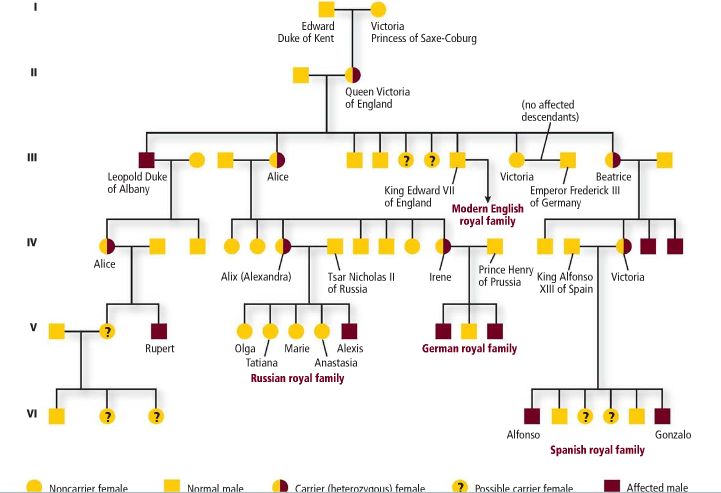 I
Edward
Duke of Kent
Victoria
Princess of Saxe-Coburg
II
Queen Victoria
of England
(no affected
descendants)
III
? ?
Leopold Duke
of Albany
Alice
King Edward VII
of England
Victoria
Emperor Frederick III
of Germany
Beatrice
Modern English
royal family
IV
Alice
Alix (Alexandra)
Tsar Nicholas II
of Russia
Irene
Prince Henry
of Prussia
King Alfonso
XIII of Spain
Victoria
V
?
Rupert
Olga
Tatiana
Marie
Anastasia
Alexis
Russian royal family
German royal family
VI
? ?
? ?
Alfonso
Gonzalo
Spanish royal family
Noncarrier female
Normal male
Carrier (heterozygous) female
?
Possible carrier female
Affected male